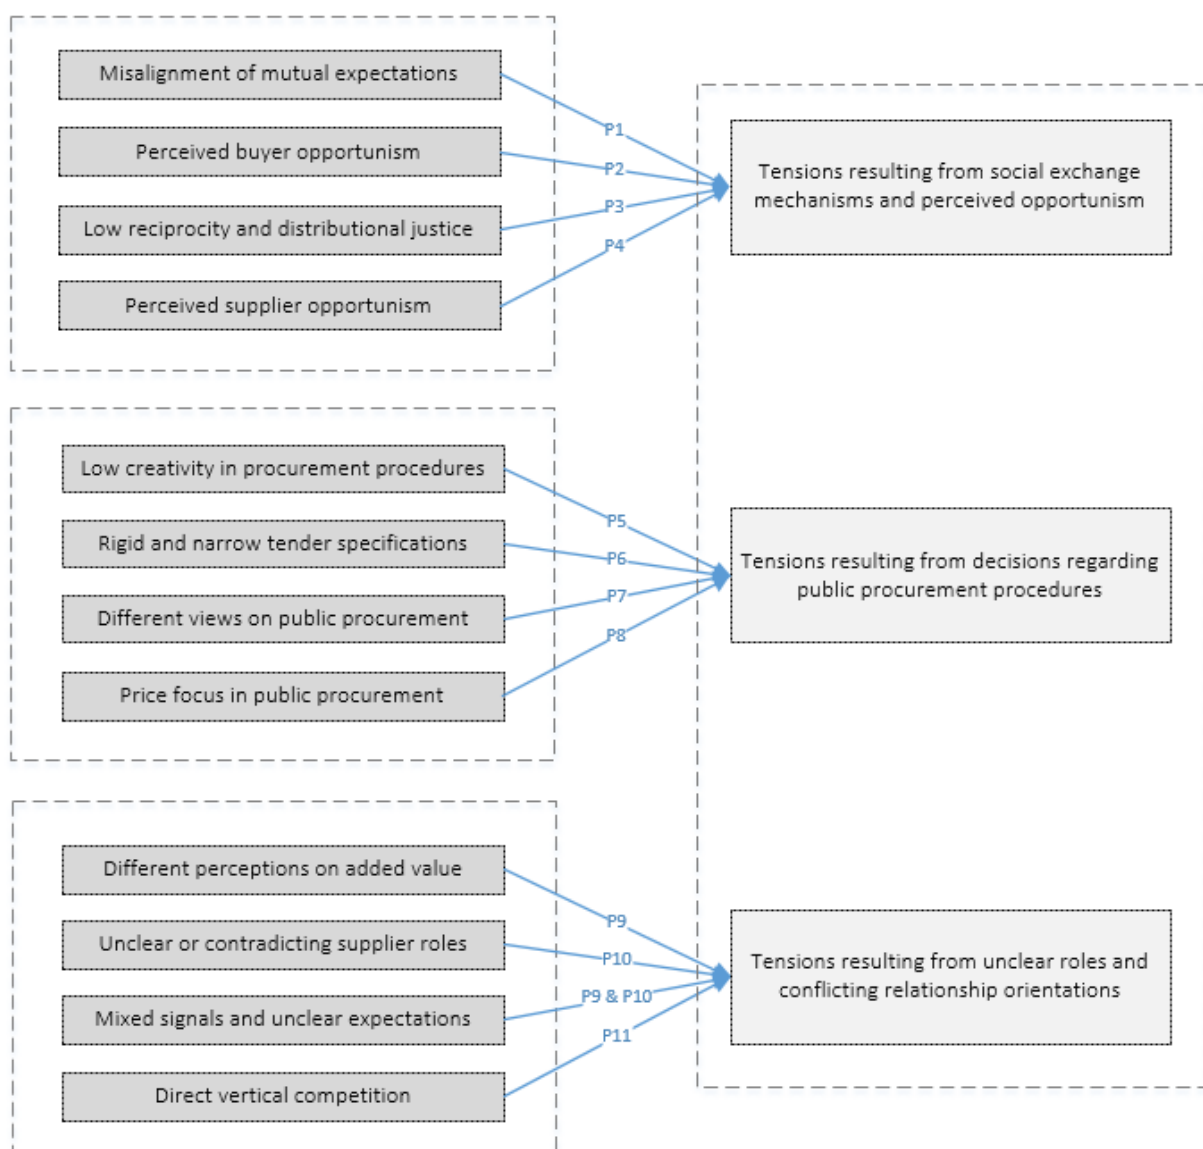 Misalignment of mutual expectations
Perceived buyer opportunism
Low reciprocity and distributional justice
Perceived supplier opportunism
P1
P2
P3
P4
Tensions resulting from social exchange
mechanisms and perceived opportunism
Low creativity in procurement procedures
Rigid and narrow tender specifications
Different views on public procurement
Price focus in public procurement
P5
P6
P7
P8
Tensions resulting from decisions regarding
public procurement procedures
Different perceptions on added value
Unclear or contradicting supplier roles
Mixed signals and unclear expectations
Direct vertical competition
P9
P10
P9 & P10
P11
Tensions resulting from unclear roles and
conflicting relationship orientations